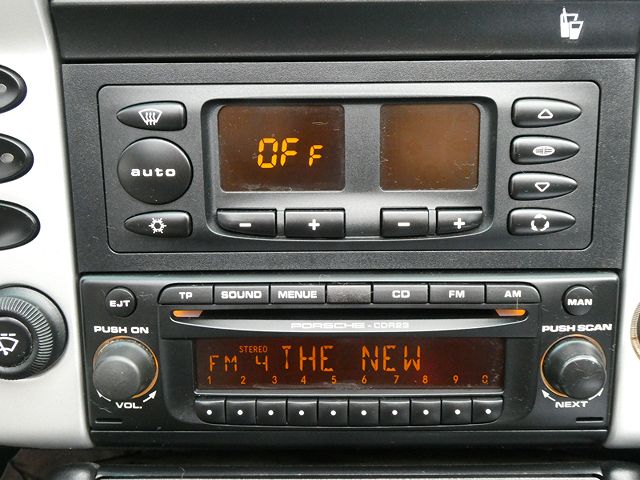 OFF
auto
- + - +
TP SOUND MENUE CD FM AM
EJT MAN
PORSCHE - CDR23
PUSH ON PUSH SCAN
FM STEREO 4 THE NEW
1 2 3 4 5 6 7 8 9 0
VOL. NEXT